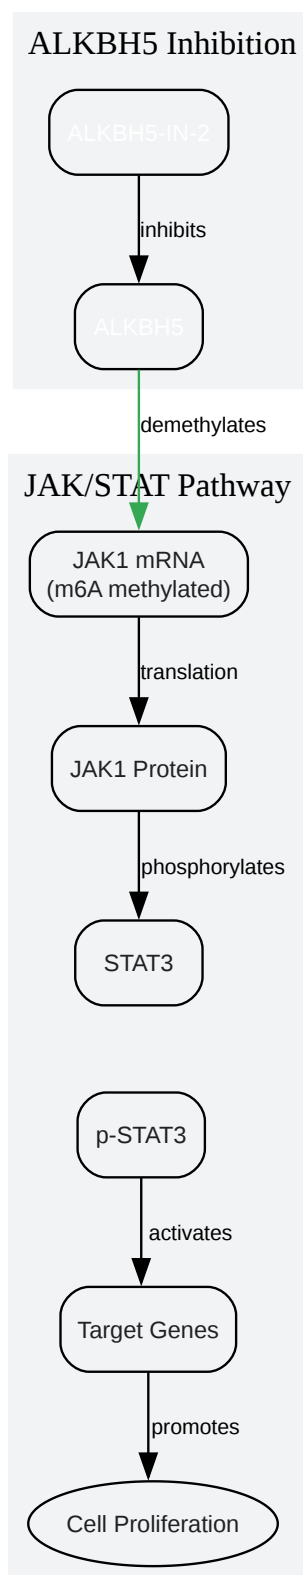 ALKBH5 Inhibition
ALKBH5-IN-2
inhibits
ALKBH5
demethylates
JAK/STAT Pathway
JAK1 mRNA
(m6A methylated)
translation
JAK1 Protein
phosphorylates
STAT3
p-STAT3
activates
Target Genes
promotes
Cell Proliferation